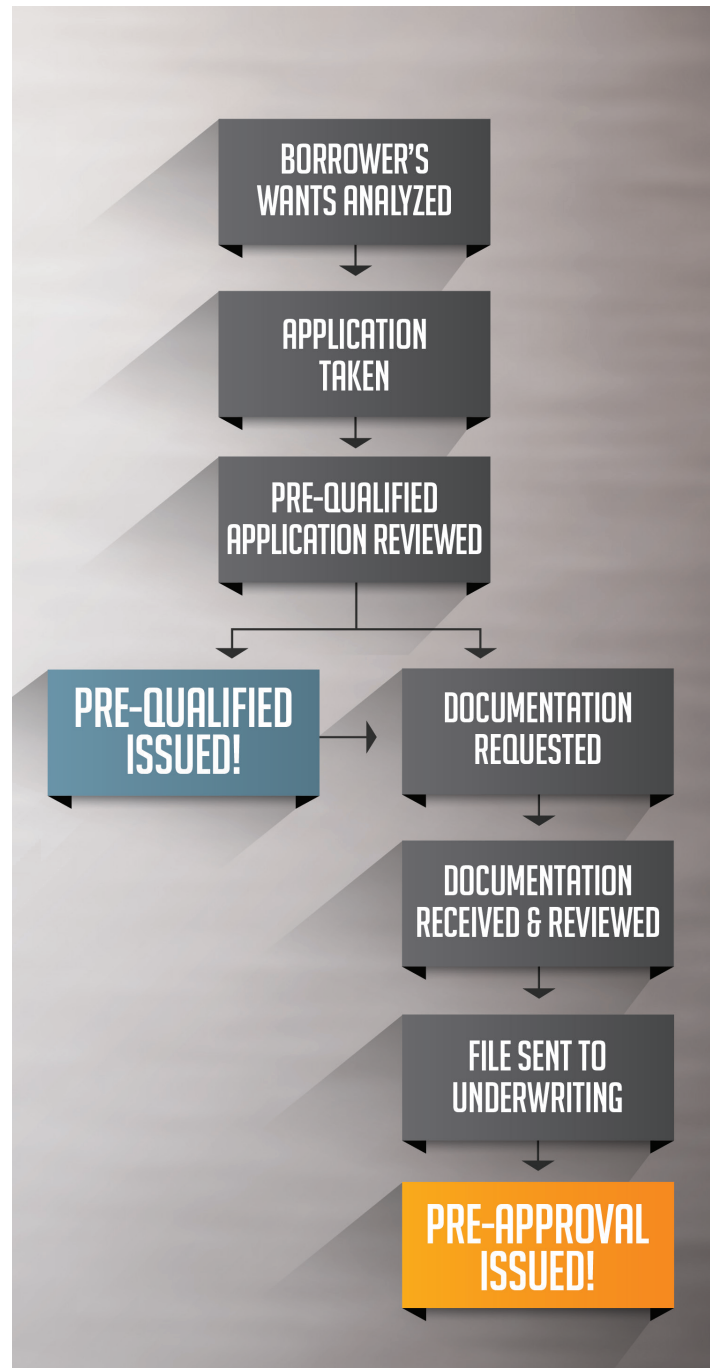 BORROWER'S
WANTS ANALYZED
APPLICATION
TAKEN
PRE-QUALIFIED
APPLICATION REVIEWED
PRE-QUALIFIED
ISSUED!
DOCUMENTATION
REQUESTED
DOCUMENTATION
RECEIVED & REVIEWED
FILE SENT TO
UNDERWRITING
PRE-APPROVAL
ISSUED!